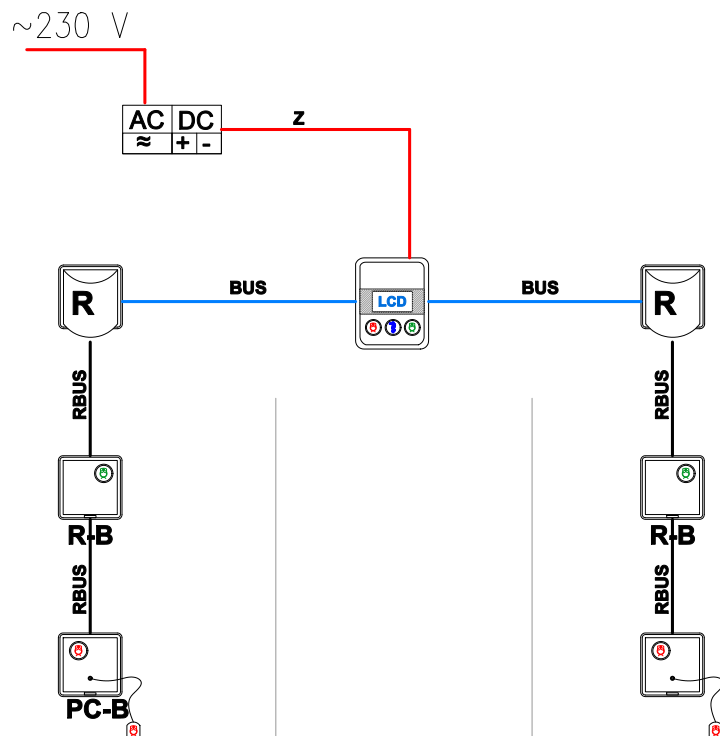 ~230 V
AC DC
≈ + -
z
BUS
BUS
R
LCD
R
RBUS
RBUS
R-B
R-B
RBUS
RBUS
PC-B